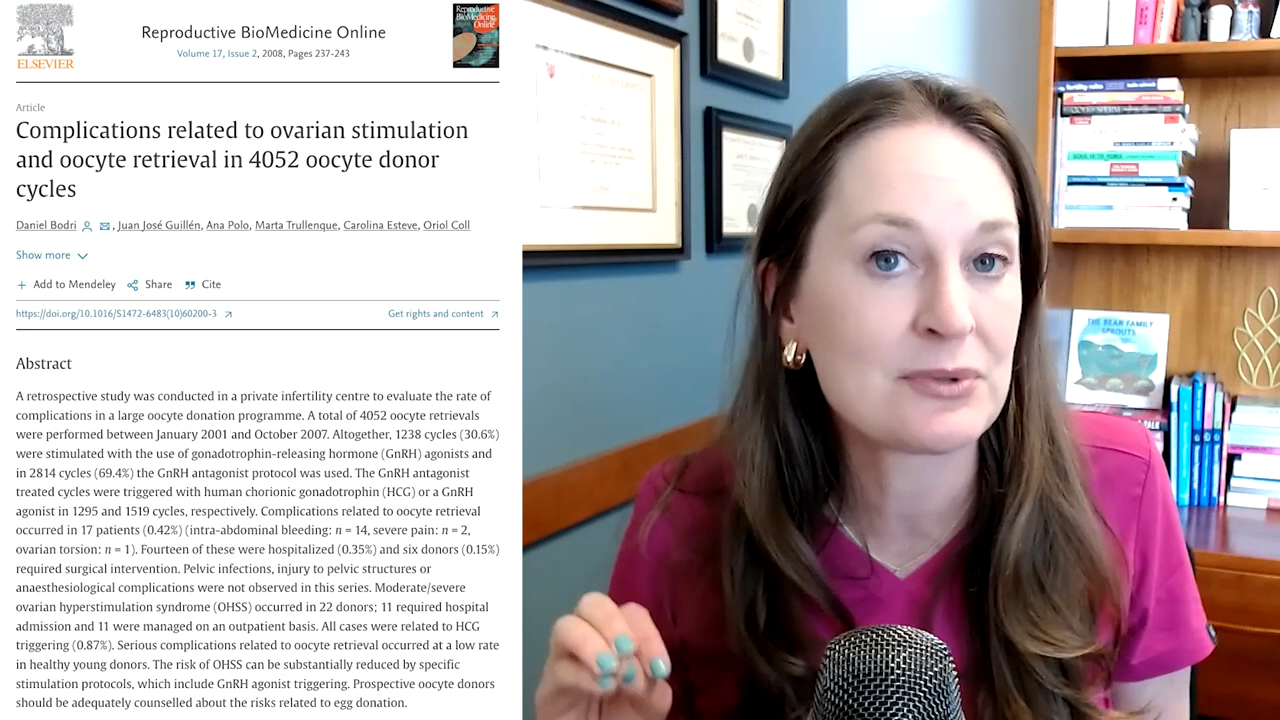 ELSEVIER
Reproductive BioMedicine Online
Volume 17, Issue 2, 2008, Pages 237-243
Reproductive
BioMedicine
Online
Article
Complications related to ovarian stimulation
and oocyte retrieval in 4052 oocyte donor
cycles
Daniel Bodri, Juan José Guillén, Ana Polo, Marta Trullenque, Carolina Esteve, Oriol Coll
Show more
+ Add to Mendeley Share Cite
https://doi.org/10.1016/S1472-6483(10)60200-3 Get rights and content
Abstract
A retrospective study was conducted in a private infertility centre to evaluate the rate of
complications in a large oocyte donation programme. A total of 4052 oocyte retrievals
were performed between January 2001 and October 2007. Altogether, 1238 cycles (30.6%)
were stimulated with the use of gonadotrophin-releasing hormone (GnRH) agonists and
in 2814 cycles (69.4%) the GnRH antagonist protocol was used. The GnRH antagonist
treated cycles were triggered with human chorionic gonadotrophin (HCG) or a GnRH
agonist in 1295 and 1519 cycles, respectively. Complications related to oocyte retrieval
occurred in 17 patients (0.42%) (intra-abdominal bleeding: n = 14, severe pain: n = 2,
ovarian torsion: n = 1). Fourteen of these were hospitalized (0.35%) and six donors (0.15%)
required surgical intervention. Pelvic infections, injury to pelvic structures or
anaesthesiological complications were not observed in this series. Moderate/severe
ovarian hyperstimulation syndrome (OHSS) occurred in 22 donors; 11 required hospital
admission and 11 were managed on an outpatient basis. All cases were related to HCG
triggering (0.87%). Serious complications related to oocyte retrieval occurred at a low rate
in healthy young donors. The risk of OHSS can be substantially reduced by specific
stimulation protocols, which include GnRH agonist triggering. Prospective oocyte donors
should be adequately counselled about the risks related to egg donation.
THE BEAN FAMILY
SPROUTS